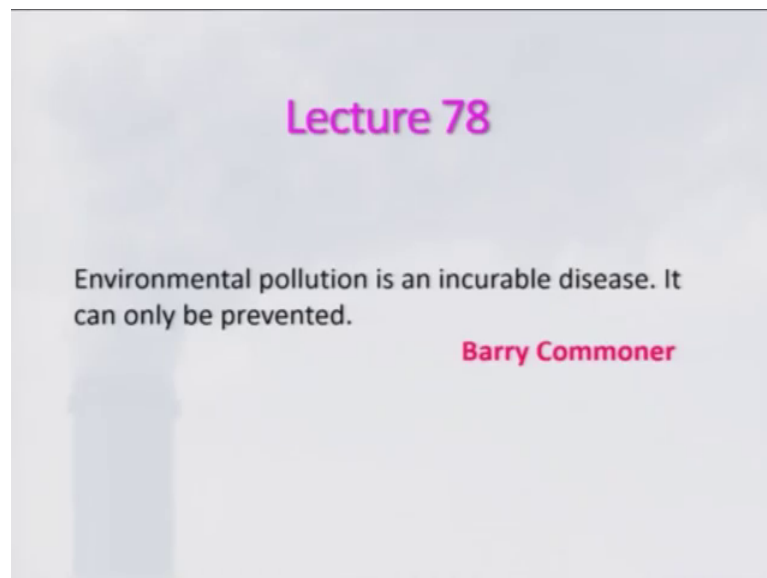 Lecture 78
Environmental pollution is an incurable disease. It
can only be prevented.
Barry Commoner